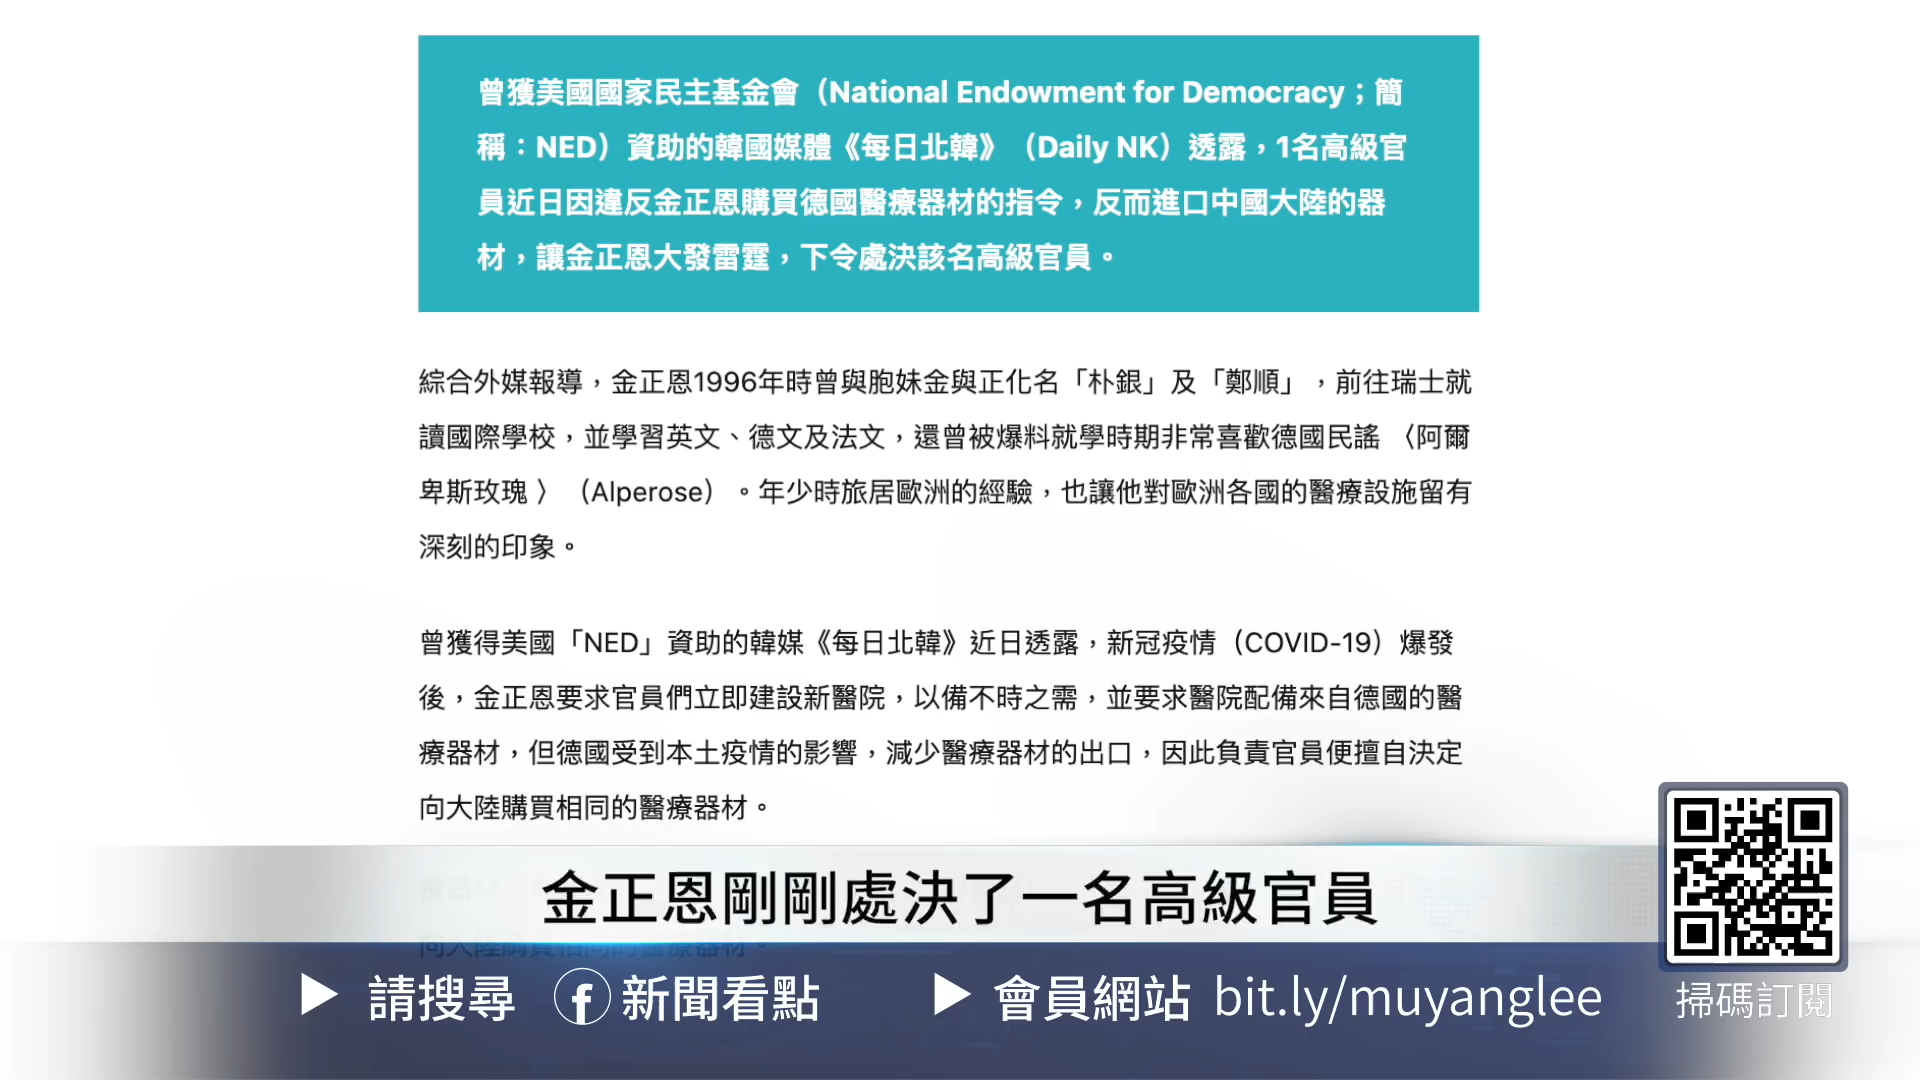 曾獲美國國家民主基金會（National Endowment for Democracy；簡
稱：NED）資助的韓國媒體《每日北韓》（Daily NK）透露，1名高級官
員近日因違反金正恩購買德國醫療器材的指令，反而進口中國大陸的器
材，讓金正恩大發雷霆，下令處決該名高級官員。
綜合外媒報導，金正恩1996年時曾與胞妹金與正化名「朴銀」及「鄭順」，前往瑞士就
讀國際學校，並學習英文、德文及法文，還曾被爆料就學時期非常喜歡德國民謠 〈阿爾
卑斯玫瑰 〉（Alperose）。年少時旅居歐洲的經驗，也讓他對歐洲各國的醫療設施留有
深刻的印象。
曾獲得美國「NED」資助的韓媒《每日北韓》近日透露，新冠疫情（COVID-19）爆發
後，金正恩要求官員們立即建設新醫院，以備不時之需，並要求醫院配備來自德國的醫
療器材，但德國受到本土疫情的影響，減少醫療器材的出口，因此負責官員便擅自決定
向大陸購買相同的醫療器材。
金正恩剛剛處決了一名高級官員
向大陸購買相同的醫療器材。
請搜尋 f 新聞看點 會員網站 bit.ly/muyanglee
掃碼訂閱